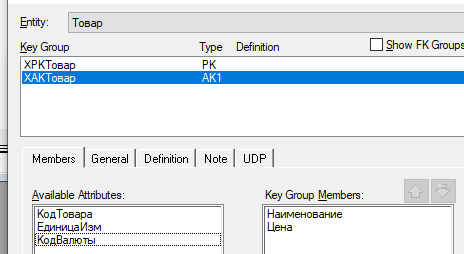 Entity: Товар
Key Group Type Definition Show FK Groups
XPKТовар PK
XAKТовар AK1
Members General Definition Note UDP
Available Attributes: Key Group Members:
КодТовара Наименование
ЕдиницаИзм Цена
КодВалюты